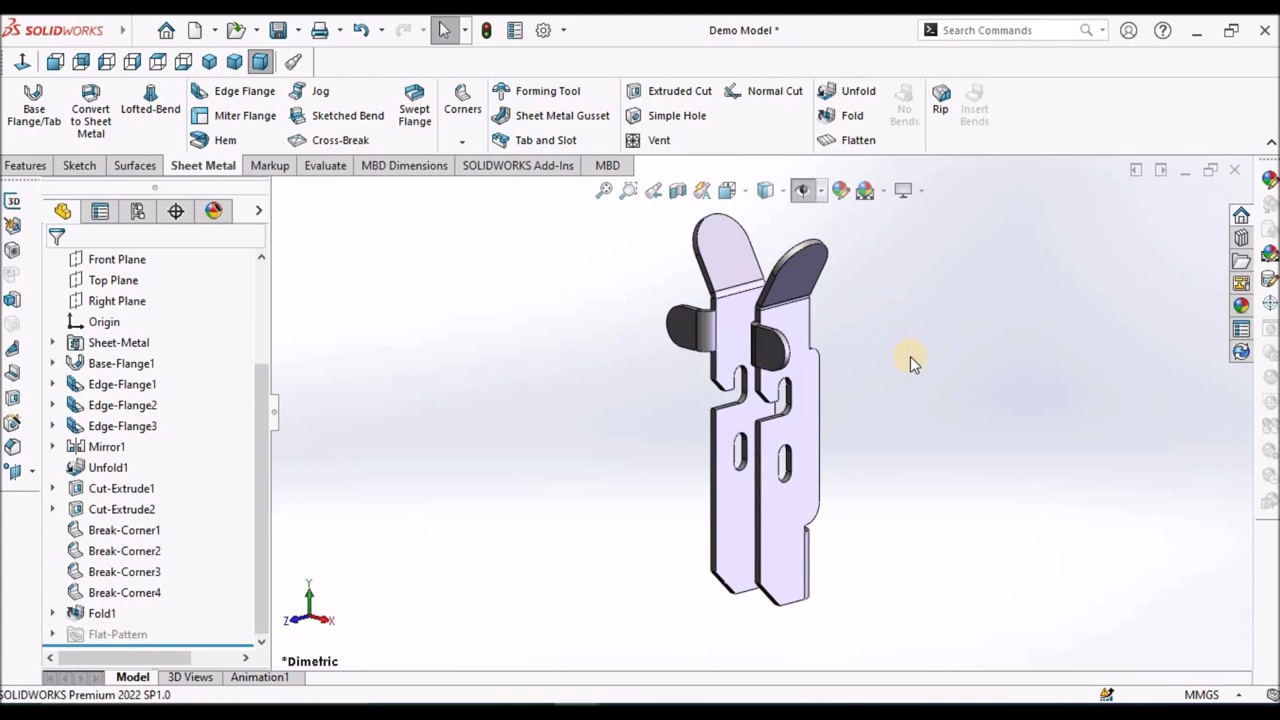 SOLIDWORKS
Demo Model *
Search Commands
Base Flange/Tab
Convert to Sheet Metal
Lofted-Bend
Edge Flange
Miter Flange
Hem
Jog
Sketched Bend
Cross-Break
Swept Flange
Corners
Forming Tool
Sheet Metal Gusset
Tab and Slot
Extruded Cut
Simple Hole
Vent
Normal Cut
Unfold
Fold
Flatten
No Bends
Rip
Insert Bends
Features
Sketch
Surfaces
Sheet Metal
Markup
Evaluate
MBD Dimensions
SOLIDWORKS Add-Ins
MBD
3D
Front Plane
Top Plane
Right Plane
Origin
Sheet-Metal
Base-Flange1
Edge-Flange1
Edge-Flange2
Edge-Flange3
Mirror1
Unfold1
Cut-Extrude1
Cut-Extrude2
Break-Corner1
Break-Corner2
Break-Corner3
Break-Corner4
Fold1
Flat-Pattern
Y
Z
X
*Dimetric
Model
3D Views
Animation1
SOLIDWORKS Premium 2022 SP1.0
MMGS